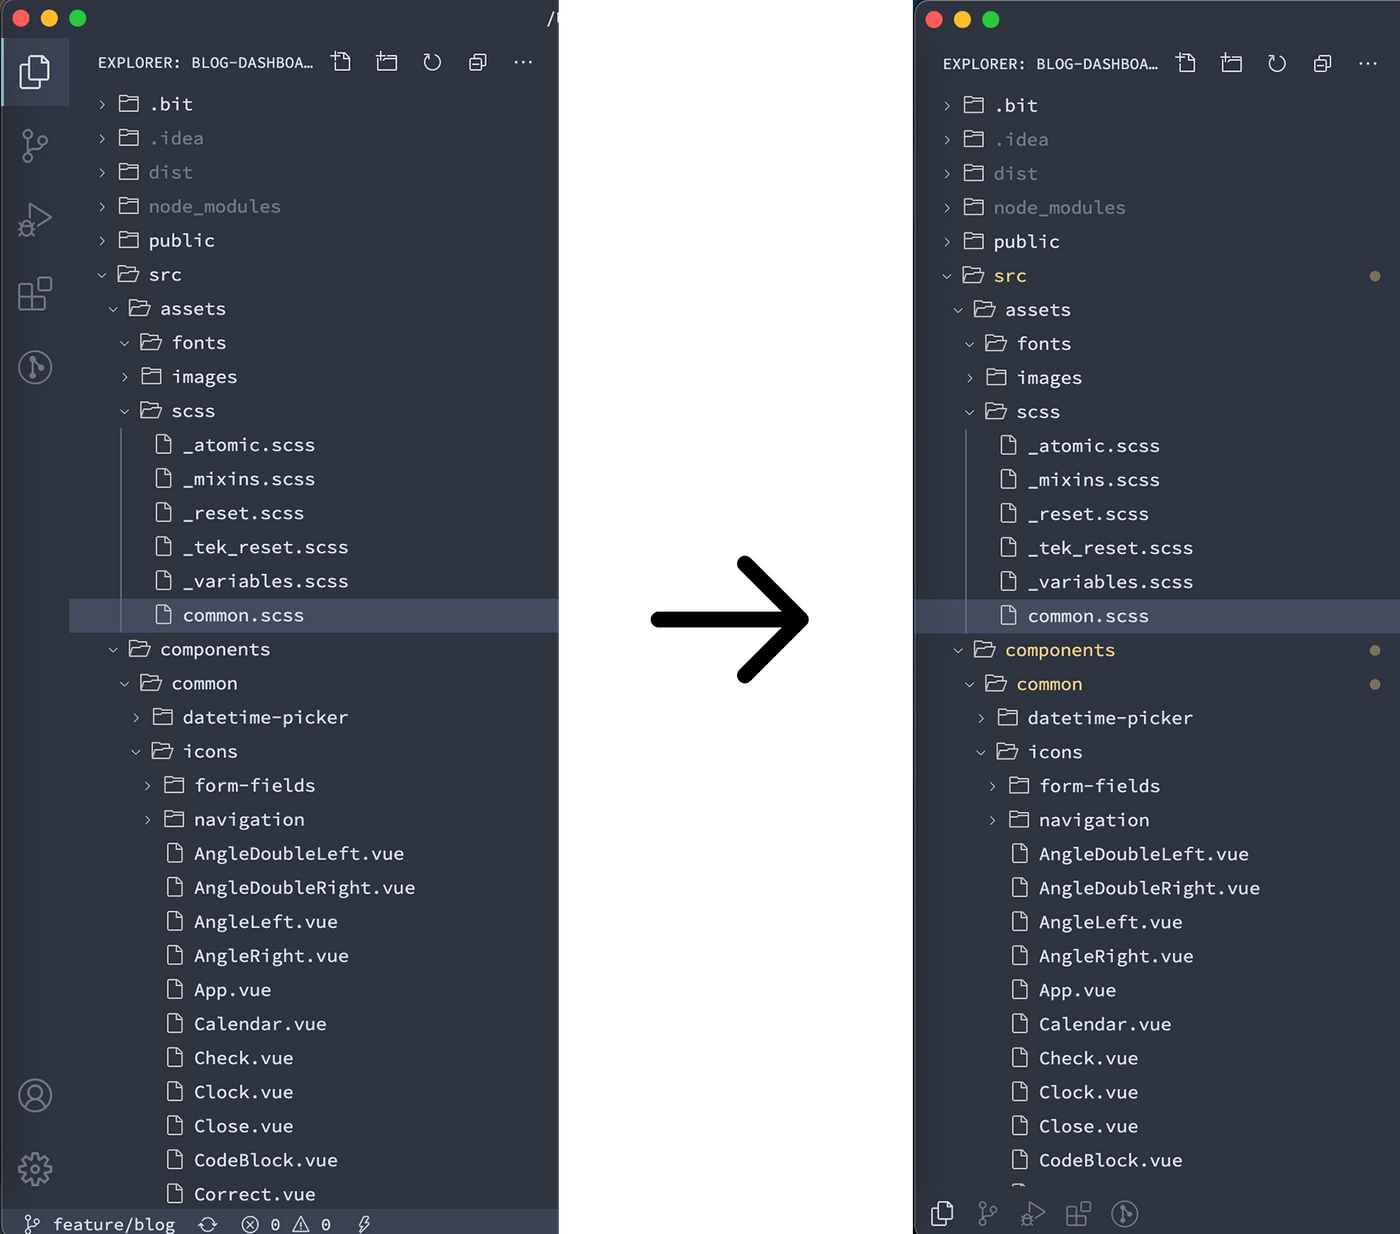 EXPLORER: BLOG-DASHBOA…
.bit
.idea
dist
node_modules
public
src
assets
fonts
images
scss
_atomic.scss
_mixins.scss
_reset.scss
_tek_reset.scss
_variables.scss
common.scss
components
common
datetime-picker
icons
form-fields
navigation
AngleDoubleLeft.vue
AngleDoubleRight.vue
AngleLeft.vue
AngleRight.vue
App.vue
Calendar.vue
Check.vue
Clock.vue
Close.vue
CodeBlock.vue
Correct.vue
feature/blog 0 0
EXPLORER: BLOG-DASHBOA…
.bit
.idea
dist
node_modules
public
src
assets
fonts
images
scss
_atomic.scss
_mixins.scss
_reset.scss
_tek_reset.scss
_variables.scss
common.scss
components
common
datetime-picker
icons
form-fields
navigation
AngleDoubleLeft.vue
AngleDoubleRight.vue
AngleLeft.vue
AngleRight.vue
App.vue
Calendar.vue
Check.vue
Clock.vue
Close.vue
CodeBlock.vue